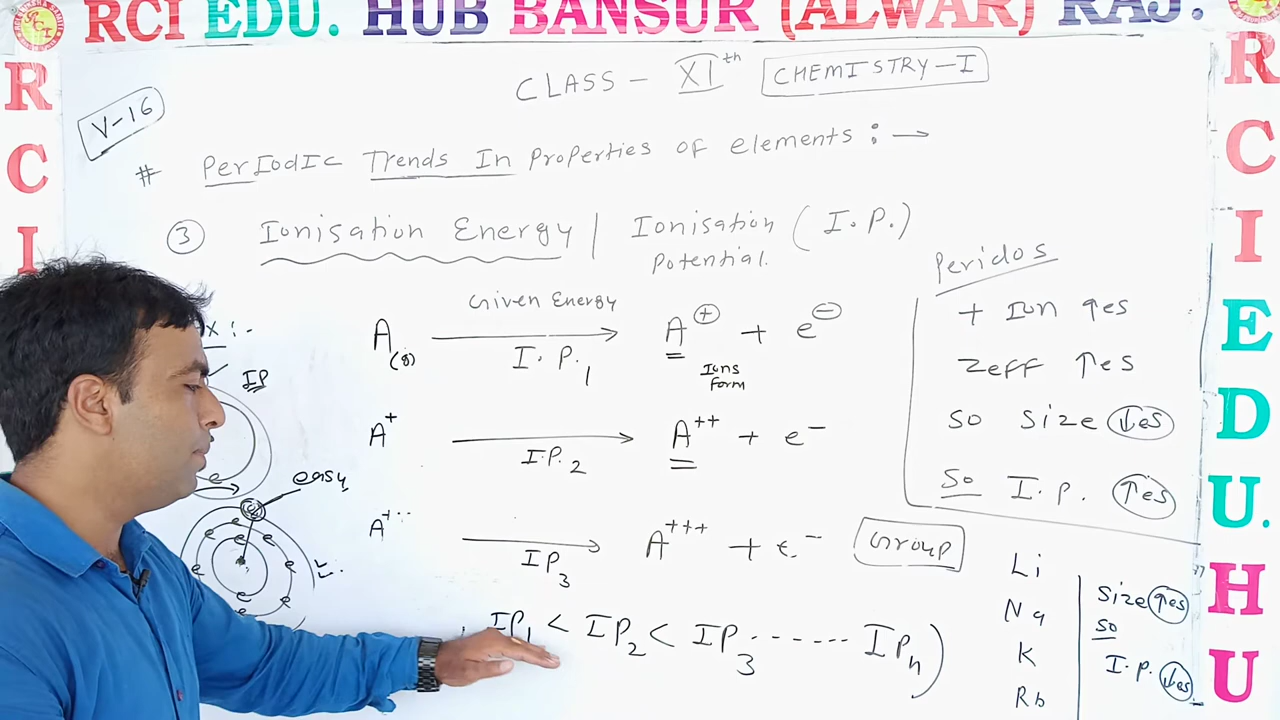 RCI EDU. HUB BANSUR (ALWAR) RAJ.
R
C
I
R
C
I
E
D
U.
H
U
V-16
CLASS - XIth CHEMISTRY-I
# PerIodIc Trends In Properties of elements : →
③ Ionisation Energy | Ionisation (I.P.)
Potential.
X :-
IP
e
easy
e e e e e e
Given Energy
A(g) → A⊕ + e⊖
I.P.1
Ions
form
A+ → A++ + e-
I.P.2
A+ → A+++ + e-
IP3
IP1 < IP2 < IP3 ------- IPn)
Peridos
+ Ion ↑es
Zeff ↑es
so size ↓es
So I.P. ↑es
Group
Li
Na
K
Rb
Size ↑es
so
I.P. ↓es